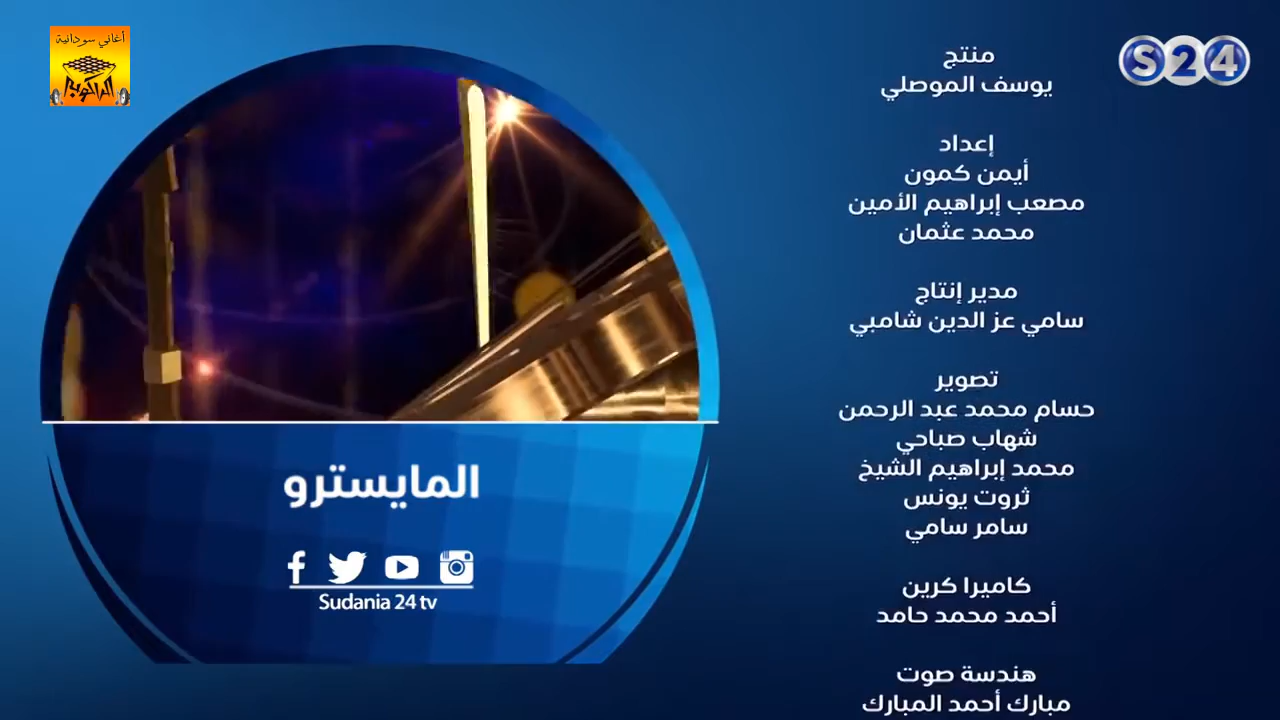 أغاني سودانية
الراكوبة
S24
منتج
يوسف الموصلي
إعداد
أيمن كمون
مصعب إبراهيم الأمين
محمد عثمان
مدير إنتاج
سامي عز الدين شامبي
تصوير
حسام محمد عبد الرحمن
شهاب صباحي
محمد إبراهيم الشيخ
ثروت يونس
سامر سامي
كاميرا كرين
أحمد محمد حامد
هندسة صوت
مبارك أحمد المبارك
المايسترو
Sudania 24 tv